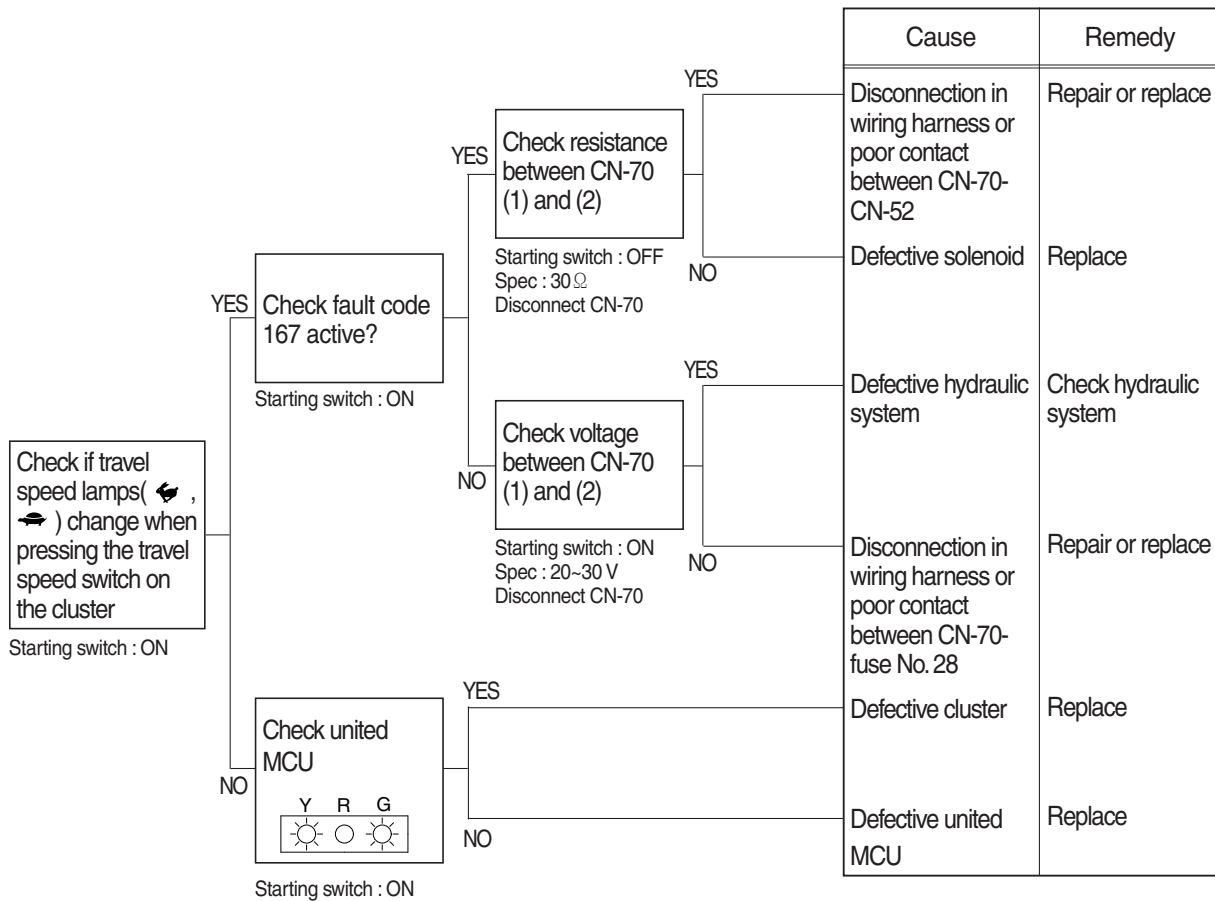 Cause
Remedy
YES
Disconnection in
wiring harness or
poor contact
between CN-70-
CN-52
Repair or replace
YES
Check resistance
between CN-70
(1) and (2)
Starting switch : OFF
Spec : 30Ω
Disconnect CN-70
NO
Defective solenoid
Replace
YES
Check fault code
167 active?
Starting switch : ON
YES
Defective hydraulic
system
Check hydraulic
system
NO
Check voltage
between CN-70
(1) and (2)
Starting switch : ON
Spec : 20~30 V
Disconnect CN-70
NO
Disconnection in
wiring harness or
poor contact
between CN-70-
fuse No. 28
Repair or replace
Check if travel
speed lamps( ,
) change when
pressing the travel
speed switch on
the cluster
Starting switch : ON
YES
Defective cluster
Replace
NO
Check united
MCU
Y R G
Starting switch : ON
NO
Defective united
MCU
Replace